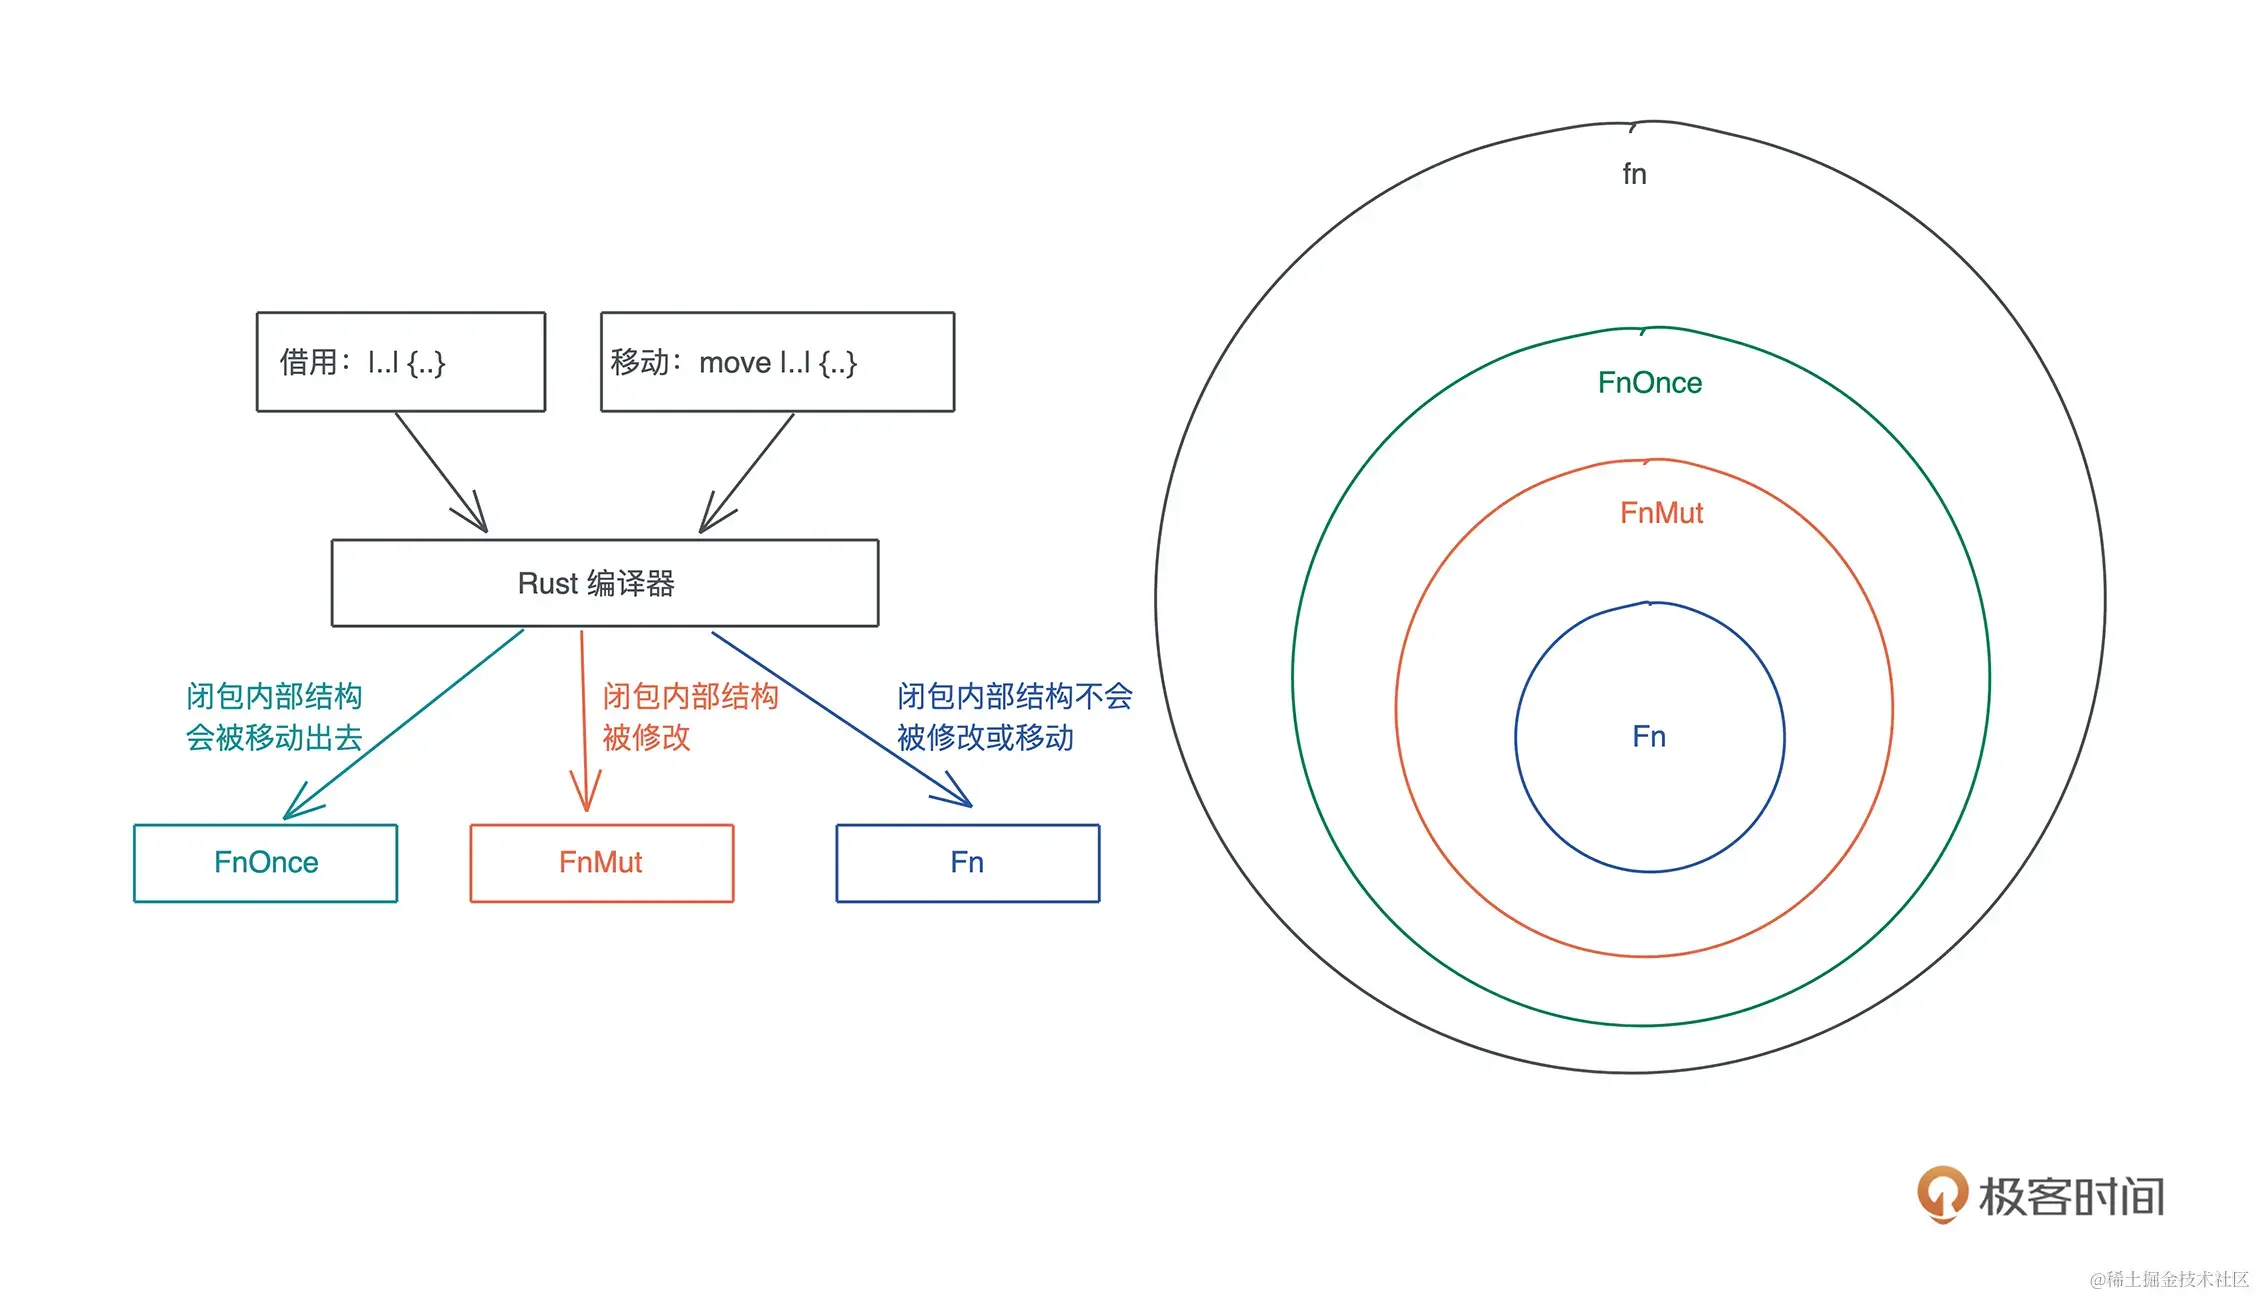 借用：|..| {..}
移动：move |..| {..}
Rust 编译器
闭包内部结构
会被移动出去
闭包内部结构
被修改
闭包内部结构不会
被修改或移动
FnOnce
FnMut
Fn
fn
FnOnce
FnMut
Fn
极客时间
@稀土掘金技术社区